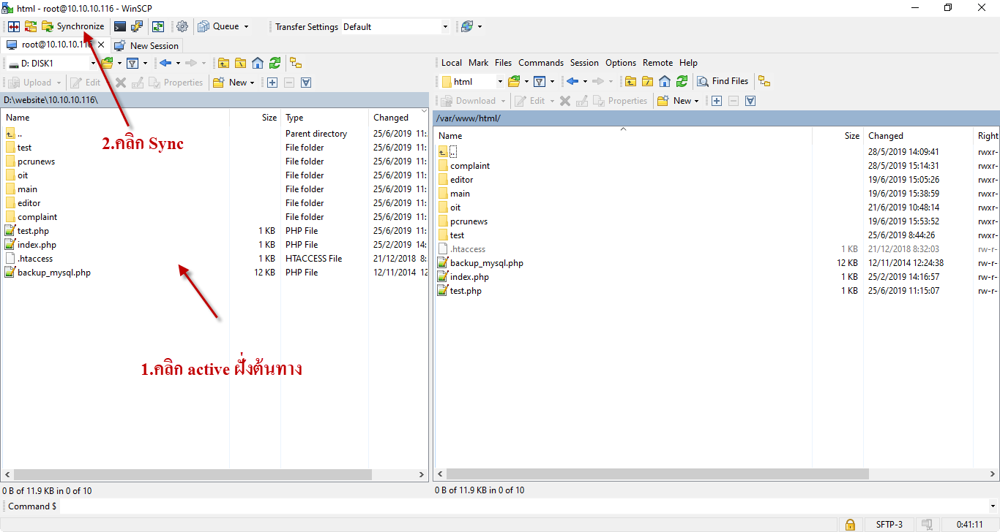 html - root@10.10.10.116 - WinSCP
Synchronize Queue Transfer Settings Default
root@10.10.10.116 New Session
D: DISK1
Upload Edit Properties New
D:\website\10.10.10.116\
Name Size Type Changed
.. Parent directory 25/6/2019 11:
test File folder 25/6/2019 11:
pcrunews File folder 25/6/2019 11:
oit File folder 25/6/2019 11:
main File folder 25/6/2019 11:
editor File folder 25/6/2019 11:
complaint File folder 25/6/2019 11:
test.php 1 KB PHP File 25/6/2019 11:
index.php 1 KB PHP File 25/2/2019 14:
.htaccess 1 KB HTACCESS File 21/12/2018 8:
backup_mysql.php 12 KB PHP File 12/11/2014 12
2.คลิก Sync
1.คลิก active ฝั่งต้นทาง
0 B of 11.9 KB in 0 of 10
Local Mark Files Commands Session Options Remote Help
html Find Files
Download Edit Properties New
/var/www/html/
Name Size Changed Right
.. 28/5/2019 14:09:41 rwxr-
complaint 28/5/2019 15:14:31 rwxr-
editor 19/6/2019 15:05:26 rwxr-
main 19/6/2019 15:38:59 rwxr-
oit 21/6/2019 10:48:14 rwxr-
pcrunews 19/6/2019 15:53:52 rwxr-
test 25/6/2019 8:44:26 rwxr-
.htaccess 1 KB 21/12/2018 8:32:03 rw-r-
backup_mysql.php 12 KB 12/11/2014 12:24:38 rw-r-
index.php 1 KB 25/2/2019 14:16:57 rw-r-
test.php 1 KB 25/6/2019 11:15:07 rw-r-
0 B of 11.9 KB in 0 of 10
Command $
SFTP-3 0:41:11